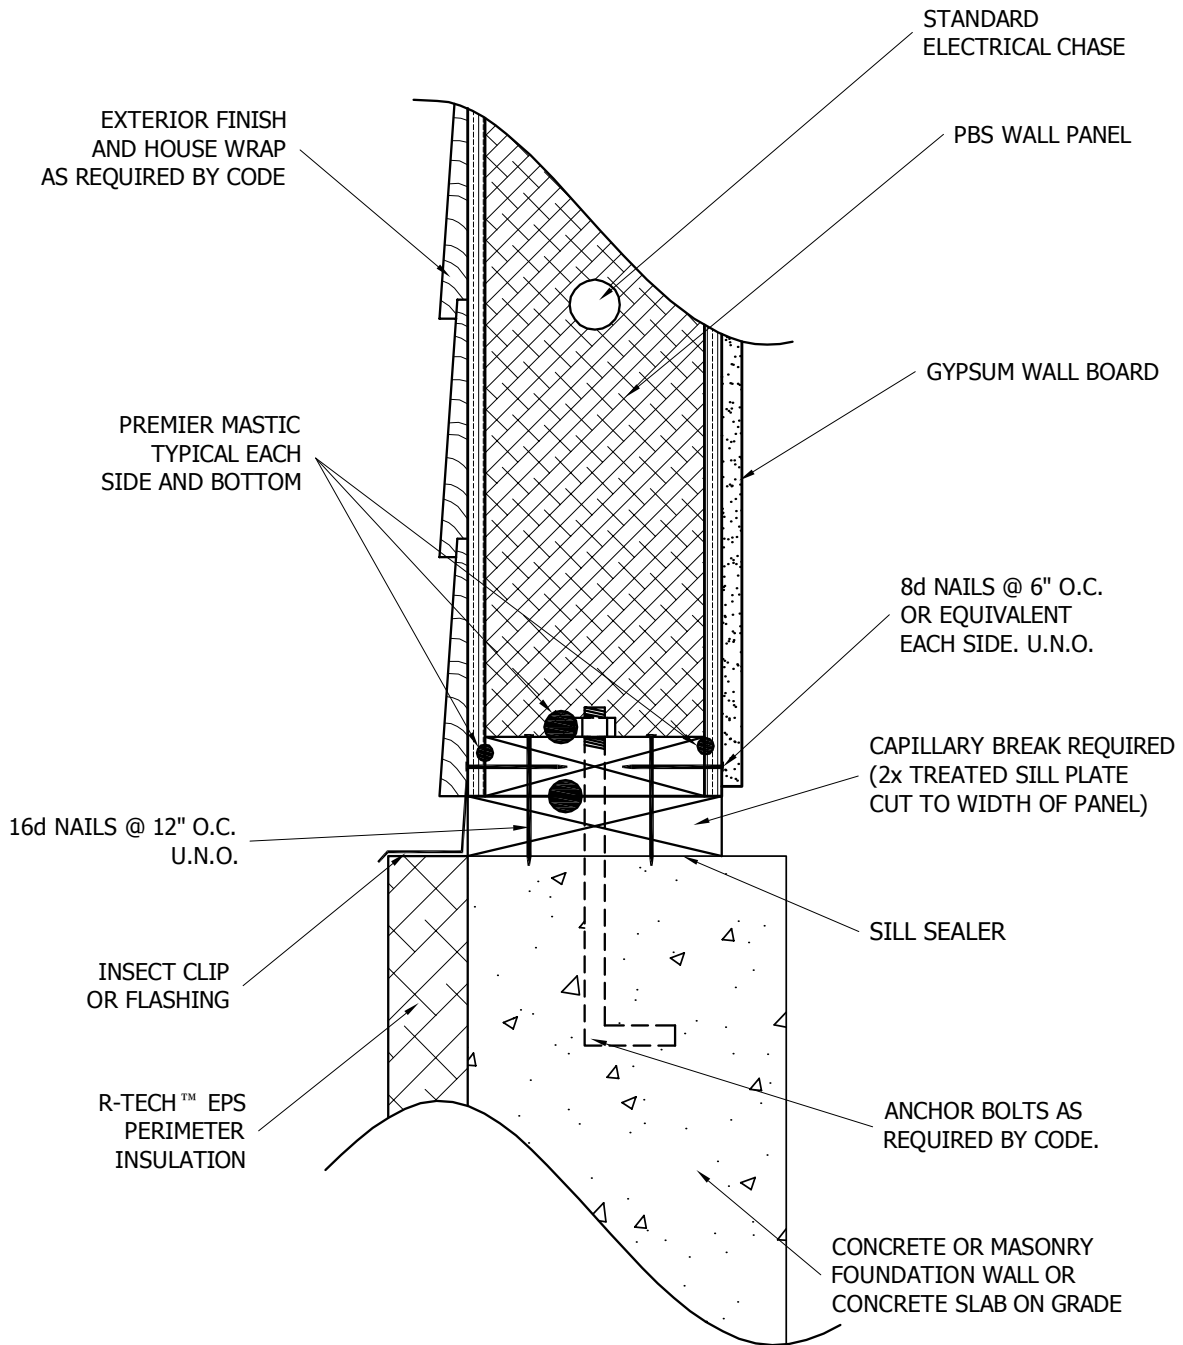 STANDARD
ELECTRICAL CHASE
EXTERIOR FINISH
AND HOUSE WRAP
AS REQUIRED BY CODE
PBS WALL PANEL
GYPSUM WALL BOARD
PREMIER MASTIC
TYPICAL EACH
SIDE AND BOTTOM
8d NAILS @ 6" O.C.
OR EQUIVALENT
EACH SIDE. U.N.O.
CAPILLARY BREAK REQUIRED
(2x TREATED SILL PLATE
CUT TO WIDTH OF PANEL)
16d NAILS @ 12" O.C.
U.N.O.
SILL SEALER
INSECT CLIP
OR FLASHING
R-TECH™ EPS
PERIMETER
INSULATION
ANCHOR BOLTS AS
REQUIRED BY CODE.
CONCRETE OR MASONRY
FOUNDATION WALL OR
CONCRETE SLAB ON GRADE